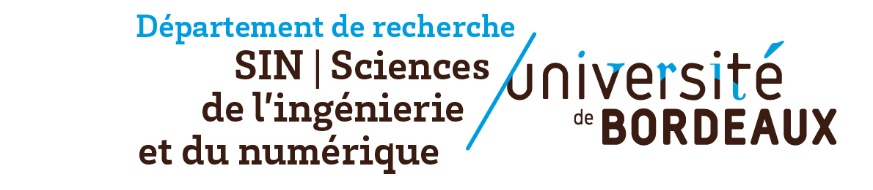 Département de recherche
SIN | Sciences
de l'ingénierie
et du numérique
université
de BORDEAUX